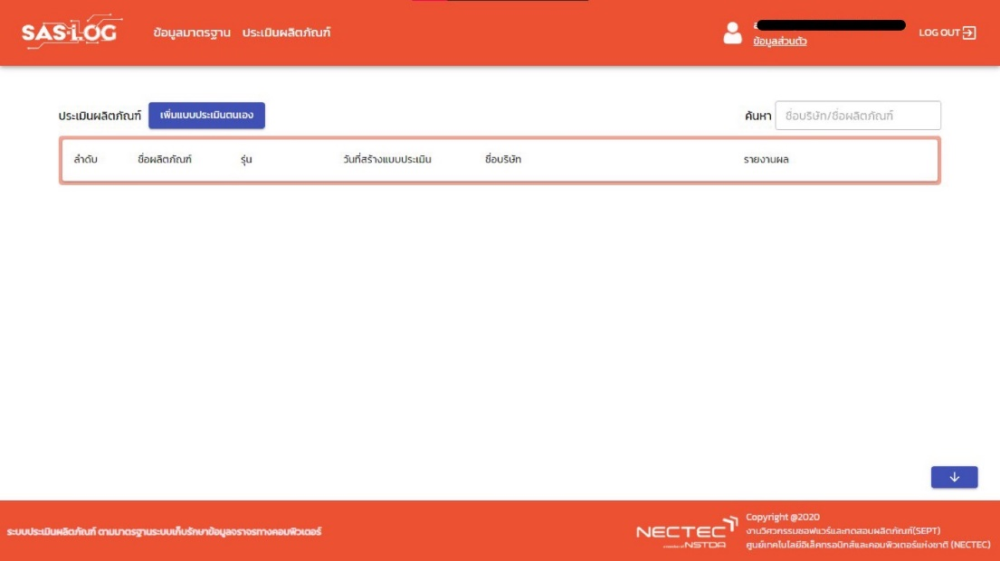 SAS:LOG ข้อมูลมาตรฐาน ประเมินผลิตภัณฑ์
ข้อมูลส่วนตัว
LOG OUT
ประเมินผลิตภัณฑ์ เพิ่มแบบประเมินตนเอง ค้นหา ชื่อบริษัท/ชื่อผลิตภัณฑ์
ลำดับ ชื่อผลิตภัณฑ์ รุ่น วันที่สร้างแบบประเมิน ชื่อบริษัท รายงานผล
ระบบประเมินผลิตภัณฑ์ ตามมาตรฐานระบบเก็บรักษาข้อมูลจราจรทางคอมพิวเตอร์
NECTEC
a member of NSTDA
Copyright @2020
งานวิศวกรรมซอฟแวร์และทดสอบผลิตภัณฑ์(SEPT)
ศูนย์เทคโนโลยีอิเล็กทรอนิกส์และคอมพิวเตอร์แห่งชาติ (NECTEC)